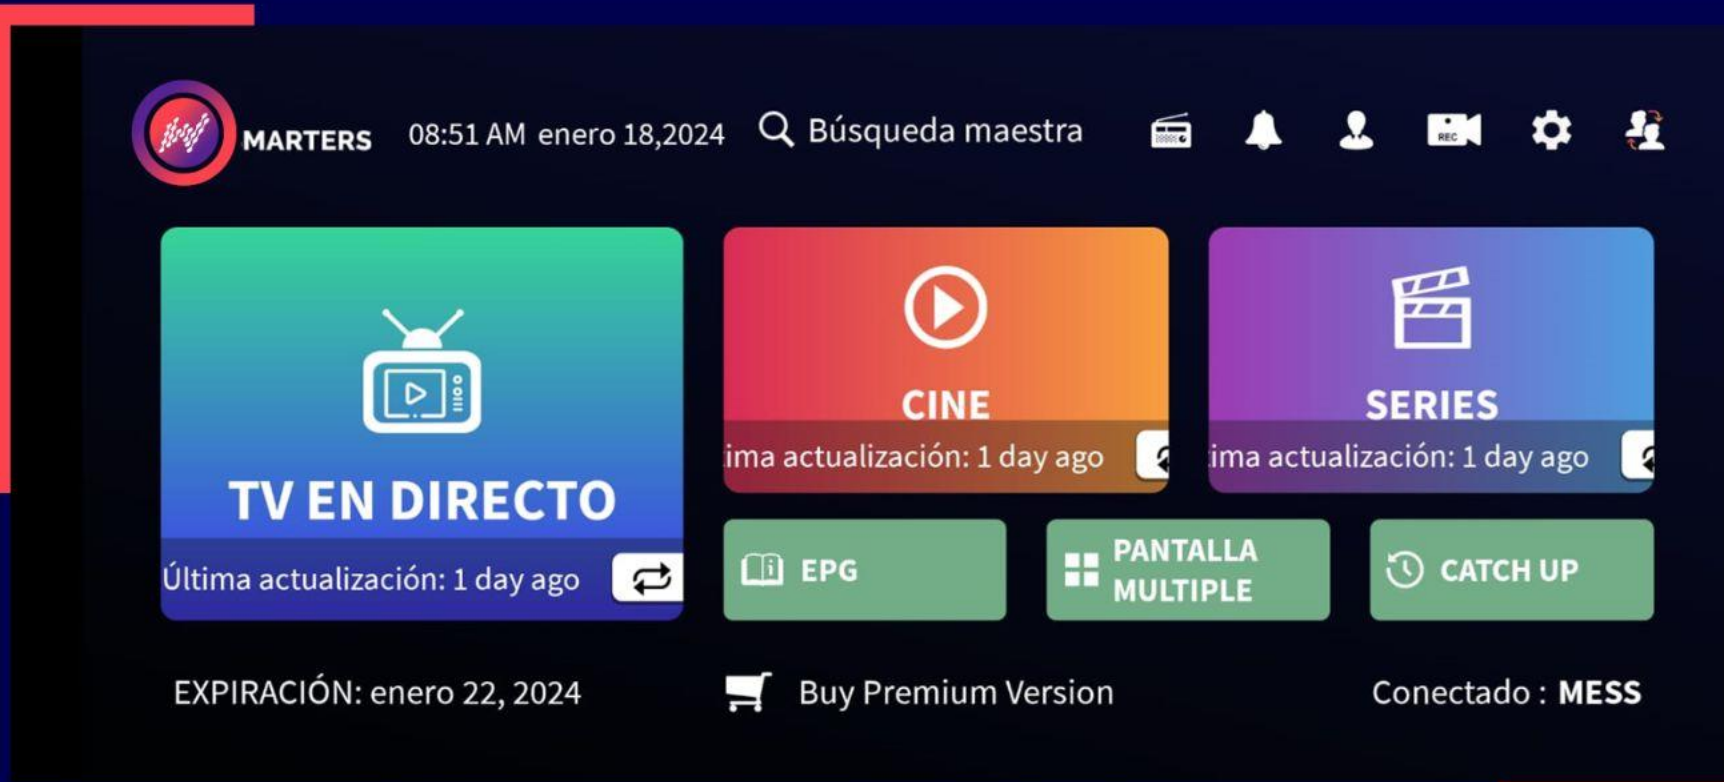 MARTERS 08:51 AM enero 18,2024 Búsqueda maestra
REC
TV EN DIRECTO
Última actualización: 1 day ago
CINE
ima actualización: 1 day ago
SERIES
ima actualización: 1 day ago
EPG
PANTALLA
MULTIPLE
CATCH UP
EXPIRACIÓN: enero 22, 2024
Buy Premium Version
Conectado : MESS